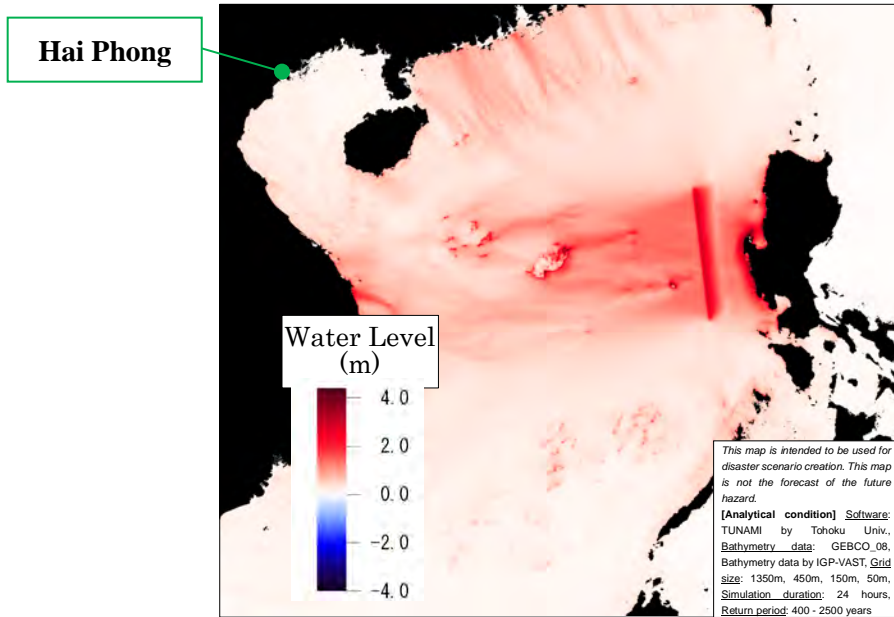 Hai Phong
Water Level
(m)
4.0
2.0
0.0
-2.0
-4.0
This map is intended to be used for
disaster scenario creation. This map
is not the forecast of the future
hazard.
[Analytical condition] Software:
TUNAMI by Tohoku Univ.,
Bathymetry data: GEBCO_08,
Bathymetry data by IGP-VAST, Grid
size: 1350m, 450m, 150m, 50m,
Simulation duration: 24 hours,
Return period: 400 - 2500 years